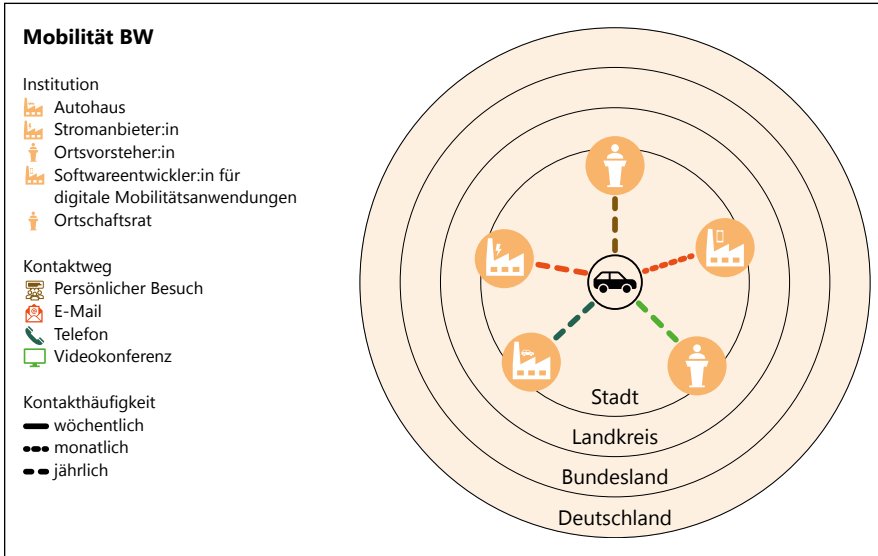 Mobilität BW
Institution
Autohaus
Stromanbieter:in
Ortsvorsteher:in
Softwareentwickler:in für
digitale Mobilitätsanwendungen
Ortschaftsrat
Kontaktweg
Persönlicher Besuch
E-Mail
Telefon
Videokonferenz
Kontakthäufigkeit
wöchentlich
monatlich
jährlich
Stadt
Landkreis
Bundesland
Deutschland